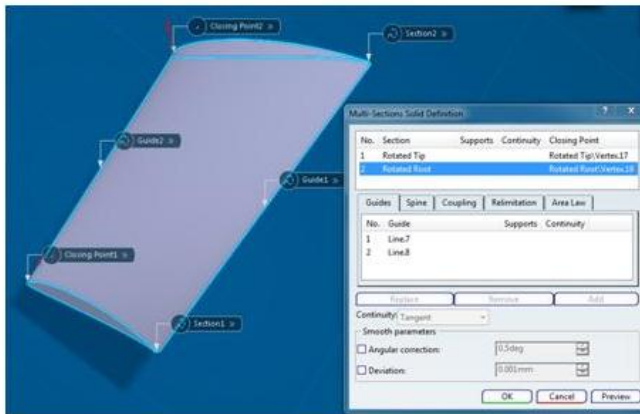 Closing Point2
Section2
Guide2
Guide1
Closing Point1
Section1
Multi-Sections Solid Definition
No. Section Supports Continuity Closing Point
1 Rotated Tip Rotated Tip\Vertex.17
2 Rotated Root Rotated Root\Vertex.18
Guides Spine Coupling Relimitation Area Law
No. Guide Supports Continuity
1 Line.7
2 Line.8
Replace Remove Add
Continuity: Tangent
Smooth parameters
Angular correction: 0.5deg
Deviation: 0.001mm
OK Cancel Preview